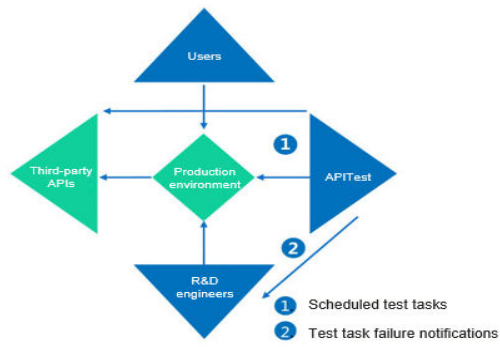 Users
1
Third-party
APIs
Production
environment
APITest
2
R&D
engineers
1 Scheduled test tasks
2 Test task failure notifications